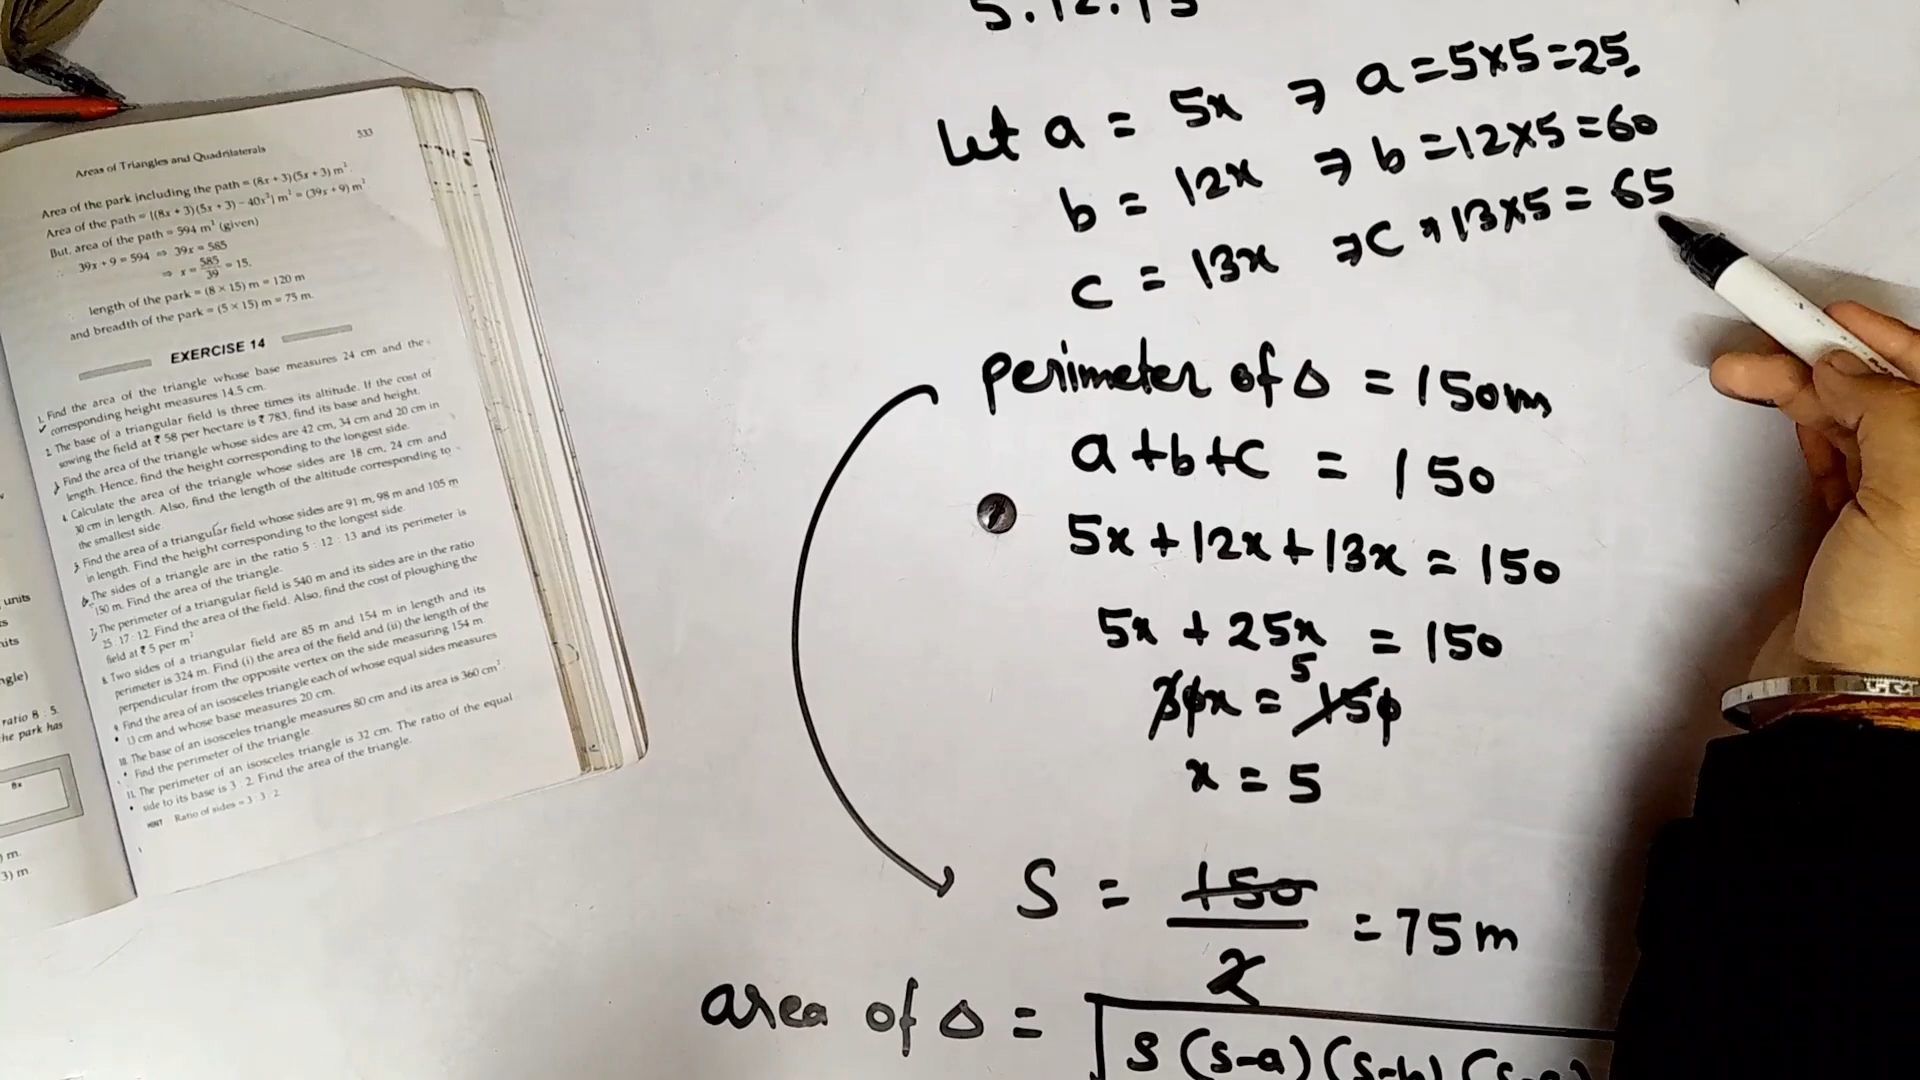 533
Areas of Triangles and Quadrilaterals
Area of the park including the path = (8x + 3)(5x + 3) m².
Area of the path = [(8x + 3)(5x + 3) − 40x²] m² = (39x + 9) m²
But, area of the path = 594 m² (given)
∴ 39x + 9 = 594 ⇒ 39x = 585
⇒ x = 585/39 = 15.
length of the park = (8 × 15) m = 120 m
and breadth of the park = (5 × 15) m = 75 m.
EXERCISE 14
1. Find the area of the triangle whose base measures 24 cm and the
corresponding height measures 14.5 cm.
2. The base of a triangular field is three times its altitude. If the cost of
sowing the field at ₹ 58 per hectare is ₹ 783, find its base and height.
3. Find the area of the triangle whose sides are 42 cm, 34 cm and 20 cm in
length. Hence, find the height corresponding to the longest side.
4. Calculate the area of the triangle whose sides are 18 cm, 24 cm and
30 cm in length. Also, find the length of the altitude corresponding to
the smallest side.
5. Find the area of a triangular field whose sides are 91 m, 98 m and 105 m
in length. Find the height corresponding to the longest side.
6. The sides of a triangle are in the ratio 5 : 12 : 13 and its perimeter is
150 m. Find the area of the triangle.
7. The perimeter of a triangular field is 540 m and its sides are in the ratio
25 : 17 : 12. Find the area of the field. Also, find the cost of ploughing the
field at ₹ 5 per m²
8. Two sides of a triangular field are 85 m and 154 m in length and its
perimeter is 324 m. Find (i) the area of the field and (ii) the length of the
perpendicular from the opposite vertex on the side measuring 154 m
9. Find the area of an isosceles triangle each of whose equal sides measures
13 cm and whose base measures 20 cm.
10. The base of an isosceles triangle measures 80 cm and its area is 360 cm².
Find the perimeter of the triangle.
11. The perimeter of an isosceles triangle is 32 cm. The ratio of the equal
side to its base is 3 : 2. Find the area of the triangle.
HINT Ratio of sides = 3 : 3 : 2
units
ngle)
ratio 8 : 5.
he park has
8x
) m.
3) m
5:12:13
Let a = 5x ⇒ a = 5×5 = 25.
b = 12x ⇒ b = 12×5 = 60
c = 13x ⇒ c = 13×5 = 65
perimeter of Δ = 150m
a+b+c = 150
5x + 12x + 13x = 150
5x + 25x = 150
5
30x = 150
x = 5
S = 150/2 = 75 m
area of Δ = √s(s-a)(s-b)(s-c)